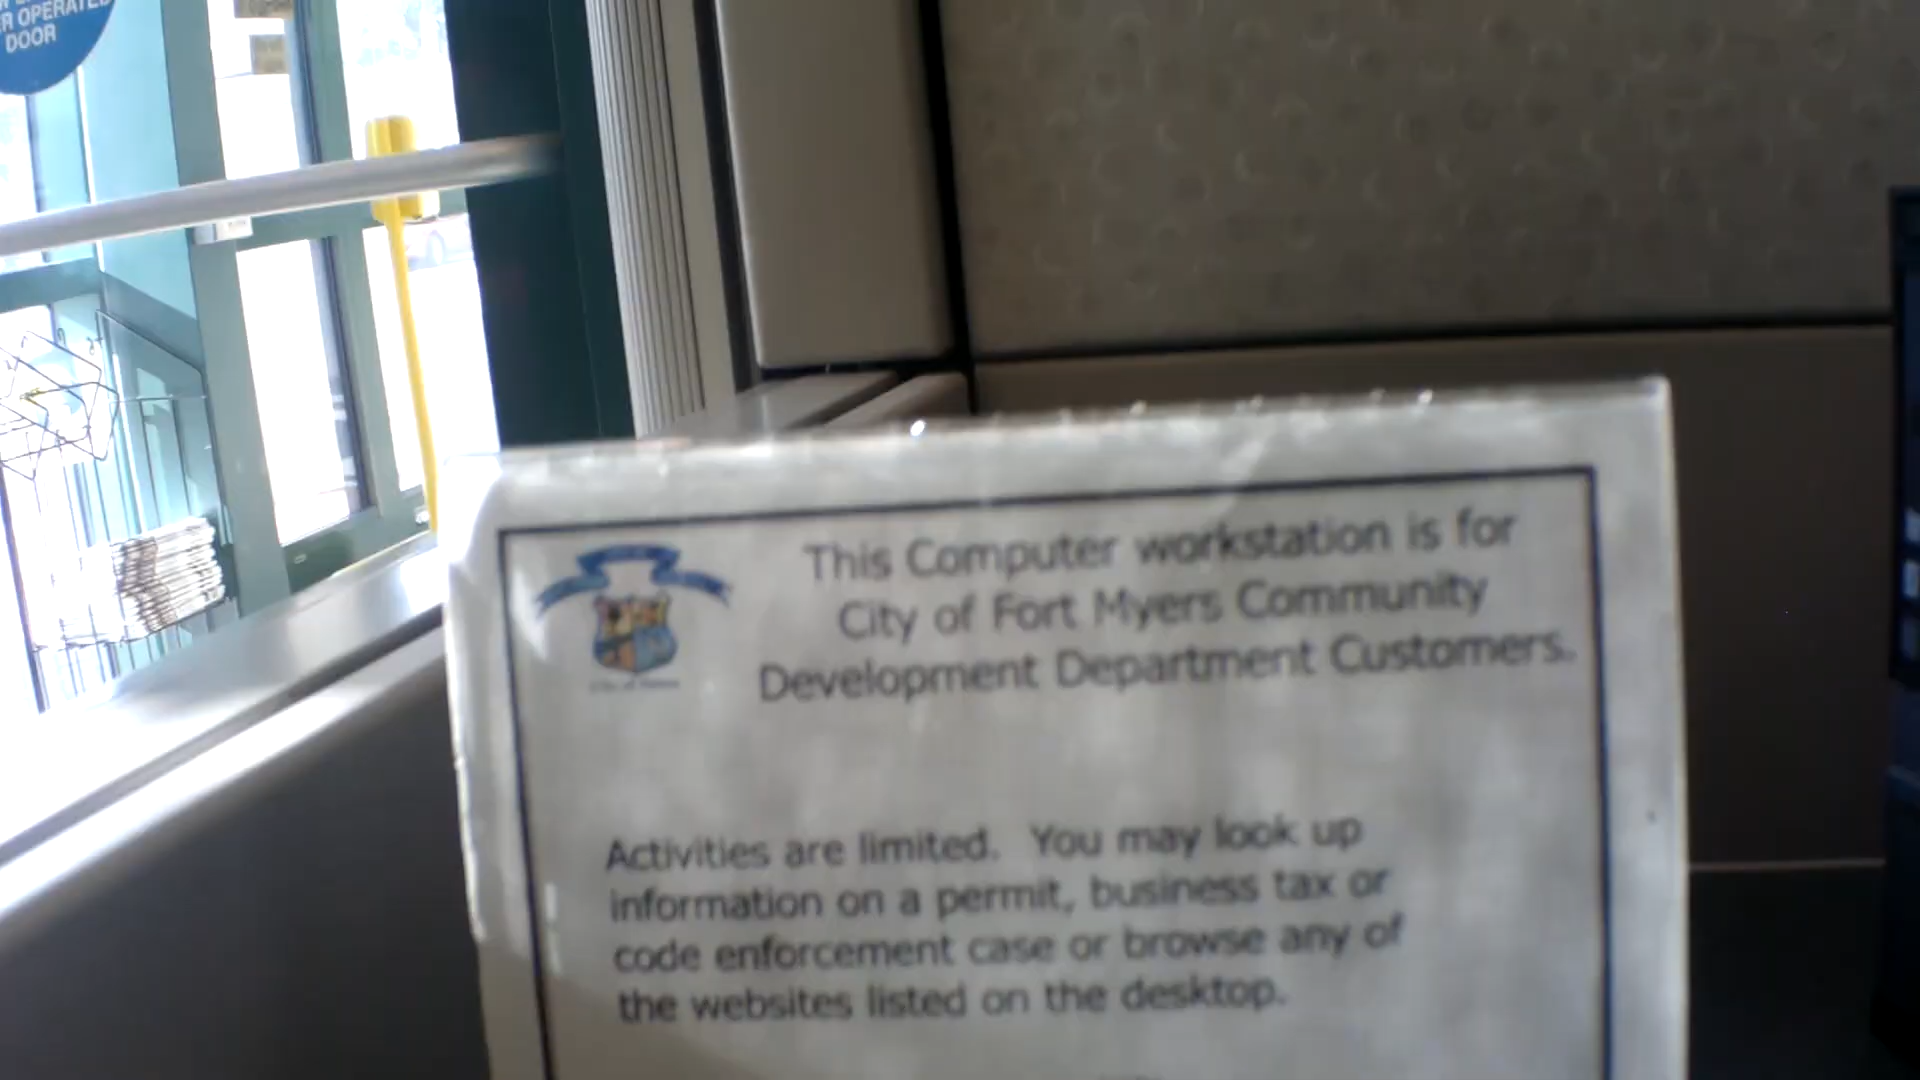 R OPERATED
DOOR
This Computer workstation is for
City of Fort Myers Community
Development Department Customers.
Activities are limited. You may look up
information on a permit, business tax or
code enforcement case or browse any of
the websites listed on the desktop.